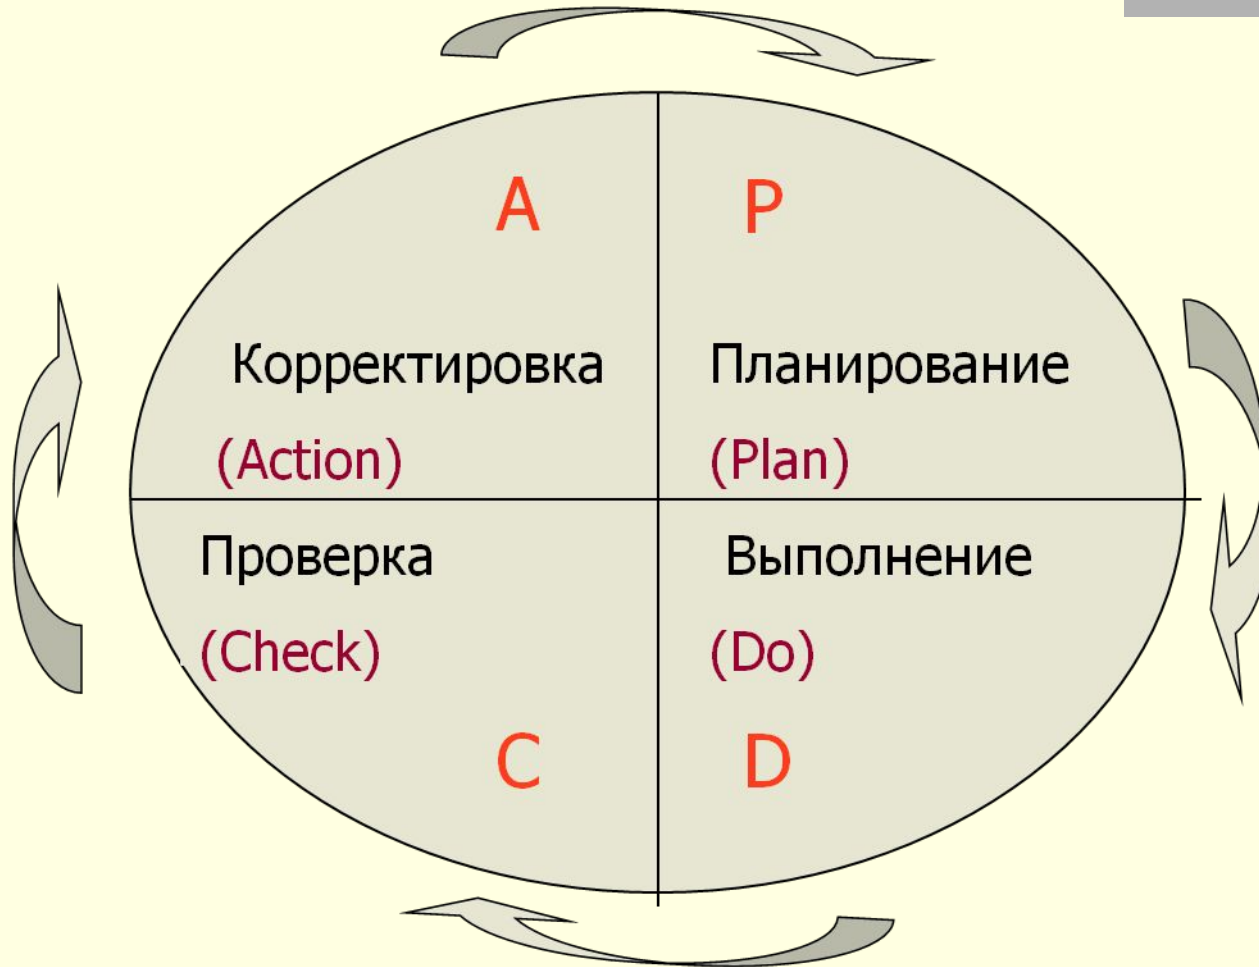 A P
Корректировка Планирование
(Action) (Plan)
Проверка Выполнение
(Check) (Do)
C D